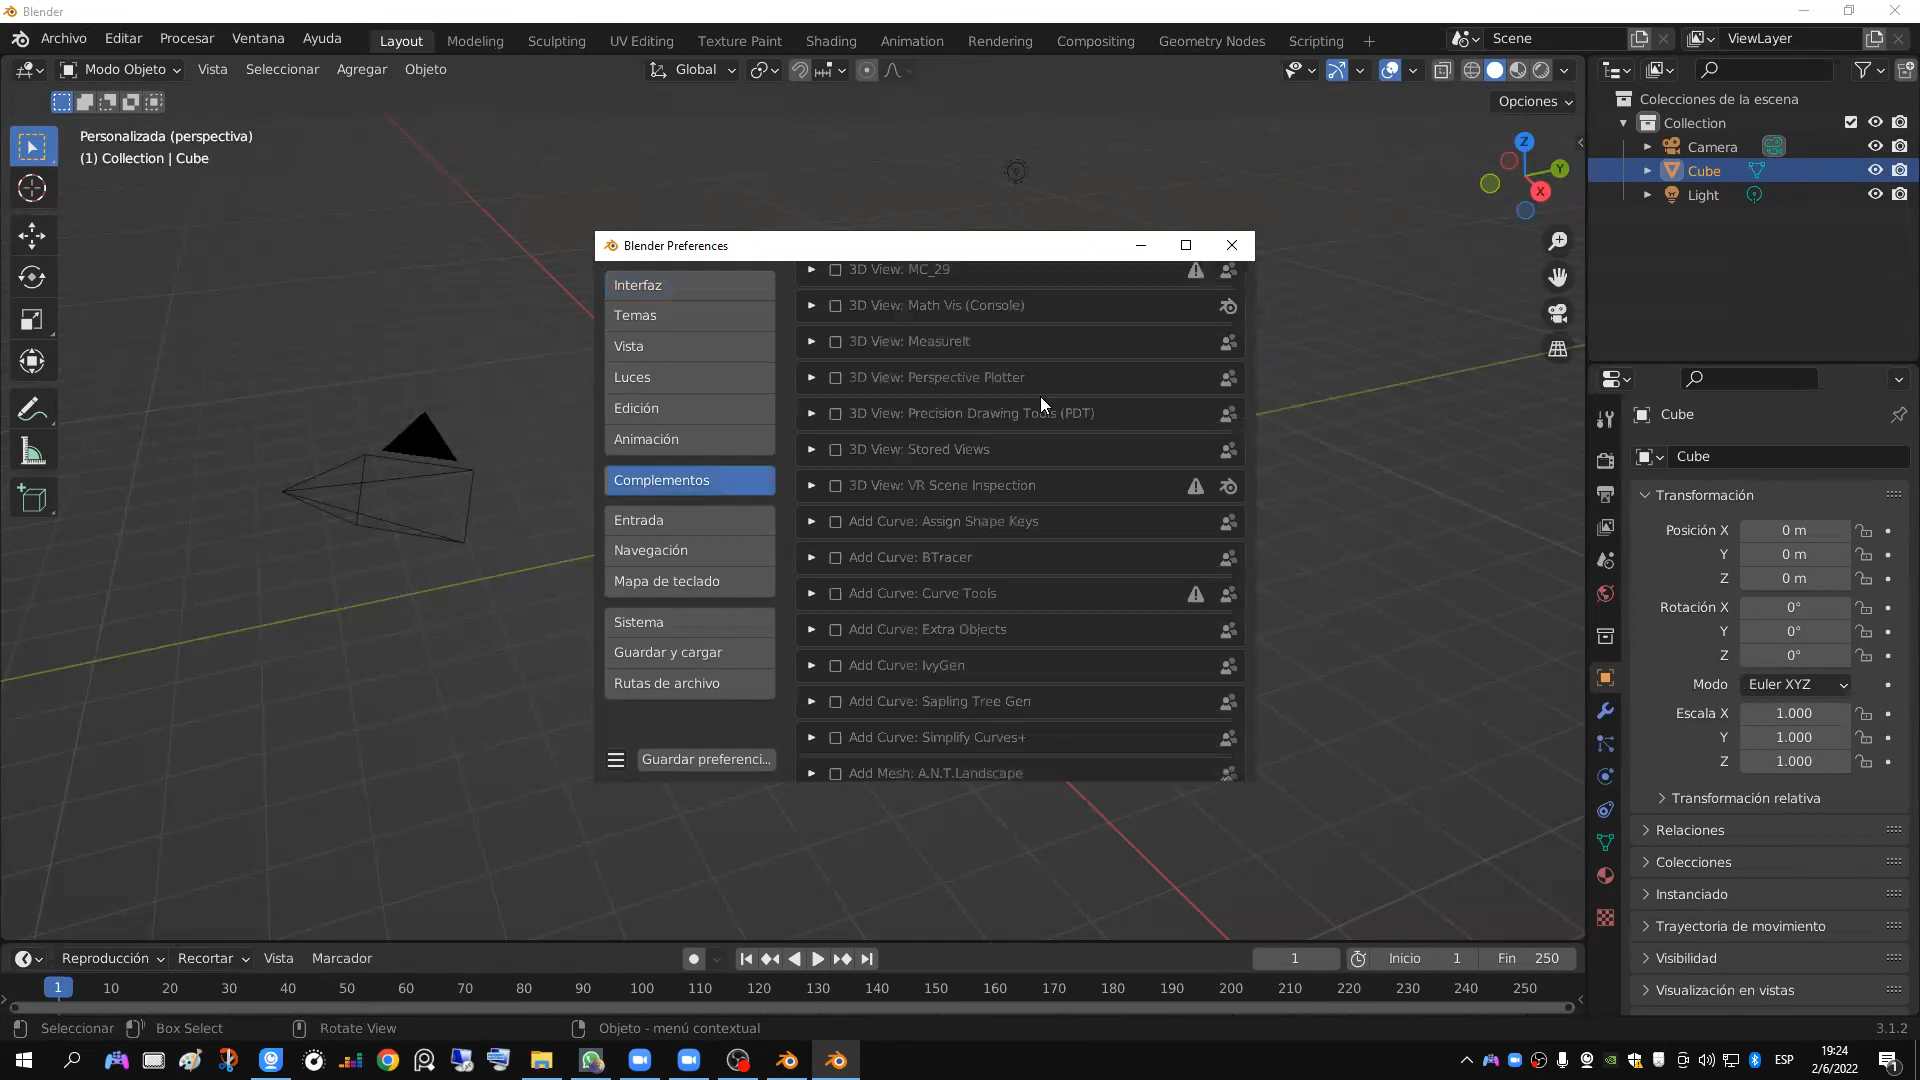 Blender
Archivo Editar Procesar Ventana Ayuda Layout Modeling Sculpting UV Editing Texture Paint Shading Animation Rendering Compositing Geometry Nodes Scripting + Scene ViewLayer
Modo Objeto Vista Seleccionar Agregar Objeto Global
Opciones
Personalizada (perspectiva)
(1) Collection | Cube
Z
Y
X
Colecciones de la escena
Collection
Camera
Cube
Light
Blender Preferences
Interfaz
Temas
Vista
Luces
Edición
Animación
Complementos
Entrada
Navegación
Mapa de teclado
Sistema
Guardar y cargar
Rutas de archivo
Guardar preferenci...
3D View: MC_29
3D View: Math Vis (Console)
3D View: MeasureIt
3D View: Perspective Plotter
3D View: Precision Drawing Tools (PDT)
3D View: Stored Views
3D View: VR Scene Inspection
Add Curve: Assign Shape Keys
Add Curve: BTracer
Add Curve: Curve Tools
Add Curve: Extra Objects
Add Curve: IvyGen
Add Curve: Sapling Tree Gen
Add Curve: Simplify Curves+
Add Mesh: A.N.T.Landscape
Cube
Cube
Transformación
Posición X 0 m
Y 0 m
Z 0 m
Rotación X 0°
Y 0°
Z 0°
Modo Euler XYZ
Escala X 1.000
Y 1.000
Z 1.000
Transformación relativa
Relaciones
Colecciones
Instanciado
Trayectoria de movimiento
Visibilidad
Visualización en vistas
Reproducción Recortar Vista Marcador 1 Inicio 1 Fin 250
1 10 20 30 40 50 60 70 80 90 100 110 120 130 140 150 160 170 180 190 200 210 220 230 240 250
Seleccionar Box Select Rotate View Objeto - menú contextual 3.1.2
ESP
19:24
2/6/2022
1